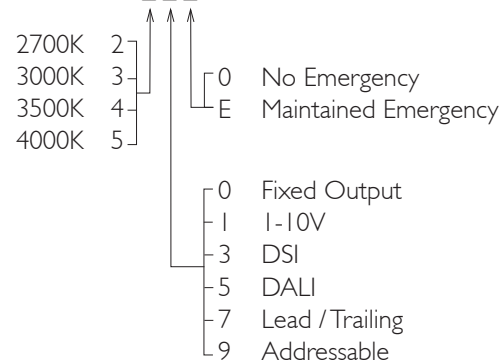 2700K 2
3000K 3
3500K 4
4000K 5
0 No Emergency
E Maintained Emergency
0 Fixed Output
1 1-10V
3 DSI
5 DALI
7 Lead / Trailing
9 Addressable